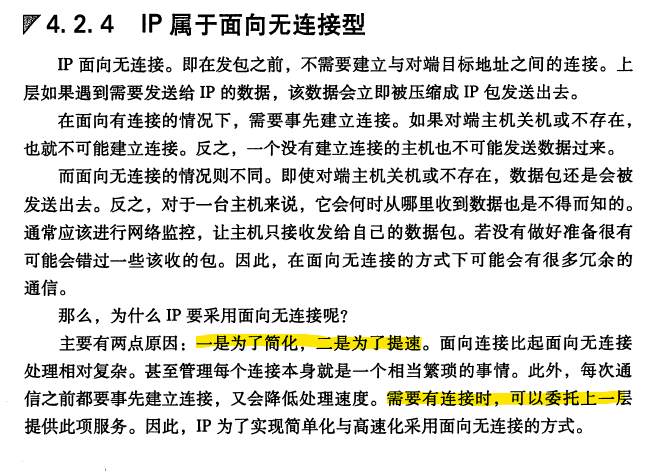 4.2.4 IP属于面向无连接型
IP 面向无连接。即在发包之前，不需要建立与对端目标地址之间的连接。上
层如果遇到需要发送给 IP 的数据，该数据会立即被压缩成 IP 包发送出去。
在面向有连接的情况下，需要事先建立连接。如果对端主机关机或不存在，
也就不可能建立连接。反之，一个没有建立连接的主机也不可能发送数据过来。
而面向无连接的情况则不同。即使对端主机关机或不存在，数据包还是会被
发送出去。反之，对于一台主机来说，它会何时从哪里收到数据也是不得而知的。
通常应该进行网络监控，让主机只接收发给自己的数据包。若没有做好准备很有
可能会错过一些该收的包。因此，在面向无连接的方式下可能会有很多冗余的
通信。
那么，为什么 IP 要采用面向无连接呢？
主要有两点原因：一是为了简化，二是为了提速。面向连接比起面向无连接
处理相对复杂。甚至管理每个连接本身就是一个相当繁琐的事情。此外，每次通
信之前都要事先建立连接，又会降低处理速度。需要有连接时，可以委托上一层
提供此项服务。因此，IP 为了实现简单化与高速化采用面向无连接的方式。